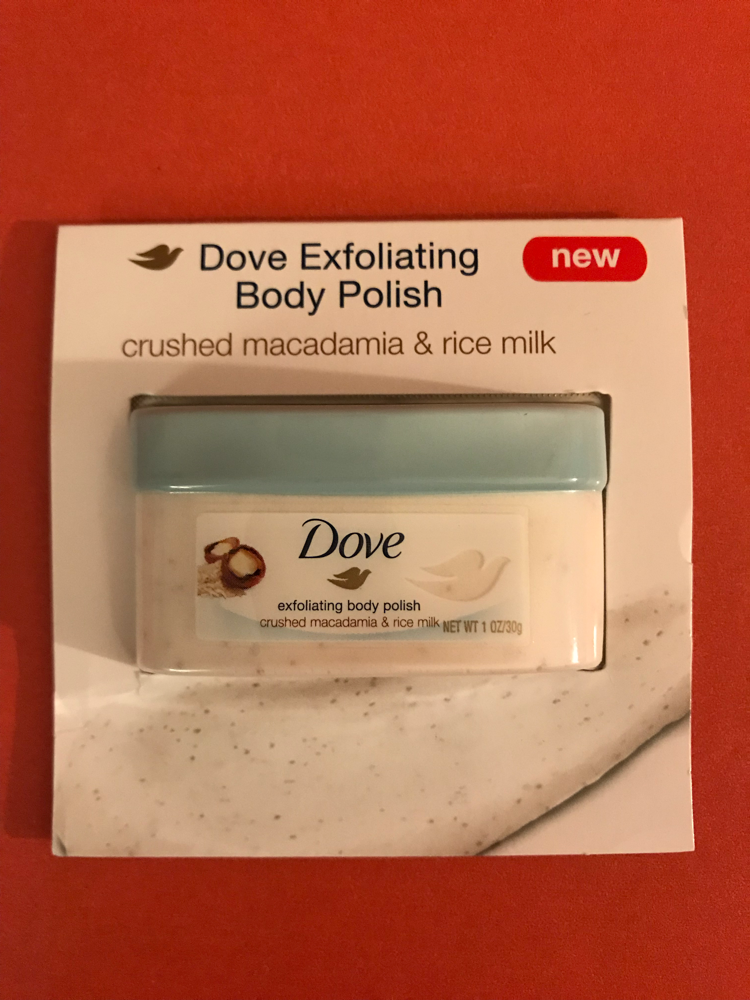 Dove Exfoliating
Body Polish
new
crushed macadamia & rice milk
Dove
exfoliating body polish
crushed macadamia & rice milk
NET WT 1 OZ/30g